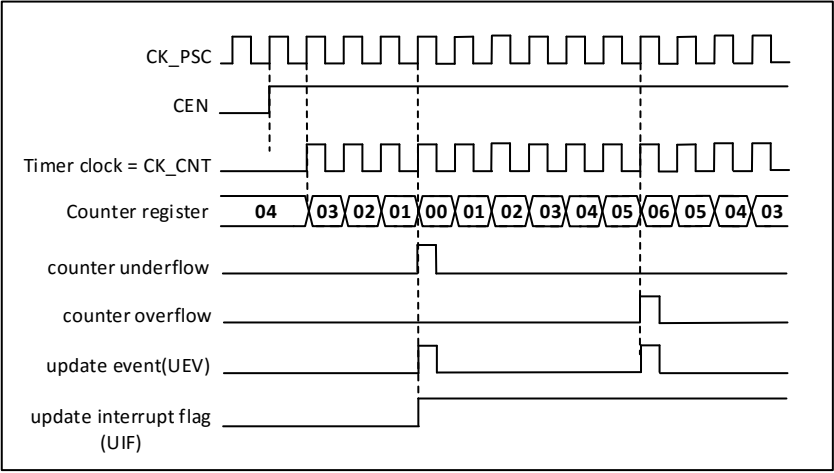 CK_PSC
CEN
Timer clock = CK_CNT
Counter register 04 03 02 01 00 01 02 03 04 05 06 05 04 03
counter underflow
counter overflow
update event(UEV)
update interrupt flag
(UIF)